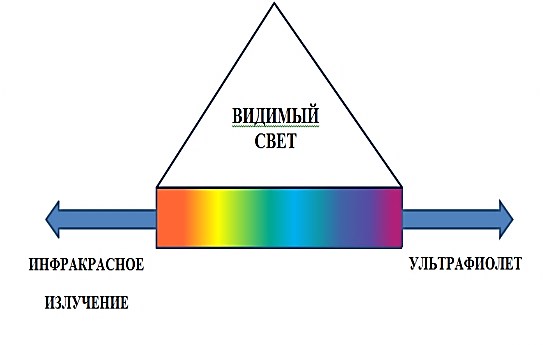 ВИДИМЫЙ
СВЕТ
ИНФРАКРАСНОЕ
ИЗЛУЧЕНИЕ
УЛЬТРАФИОЛЕТ